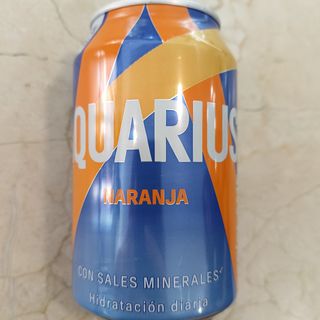 QUARIUS
NARANJA
CON SALES MINERALES
Hidratación diaria